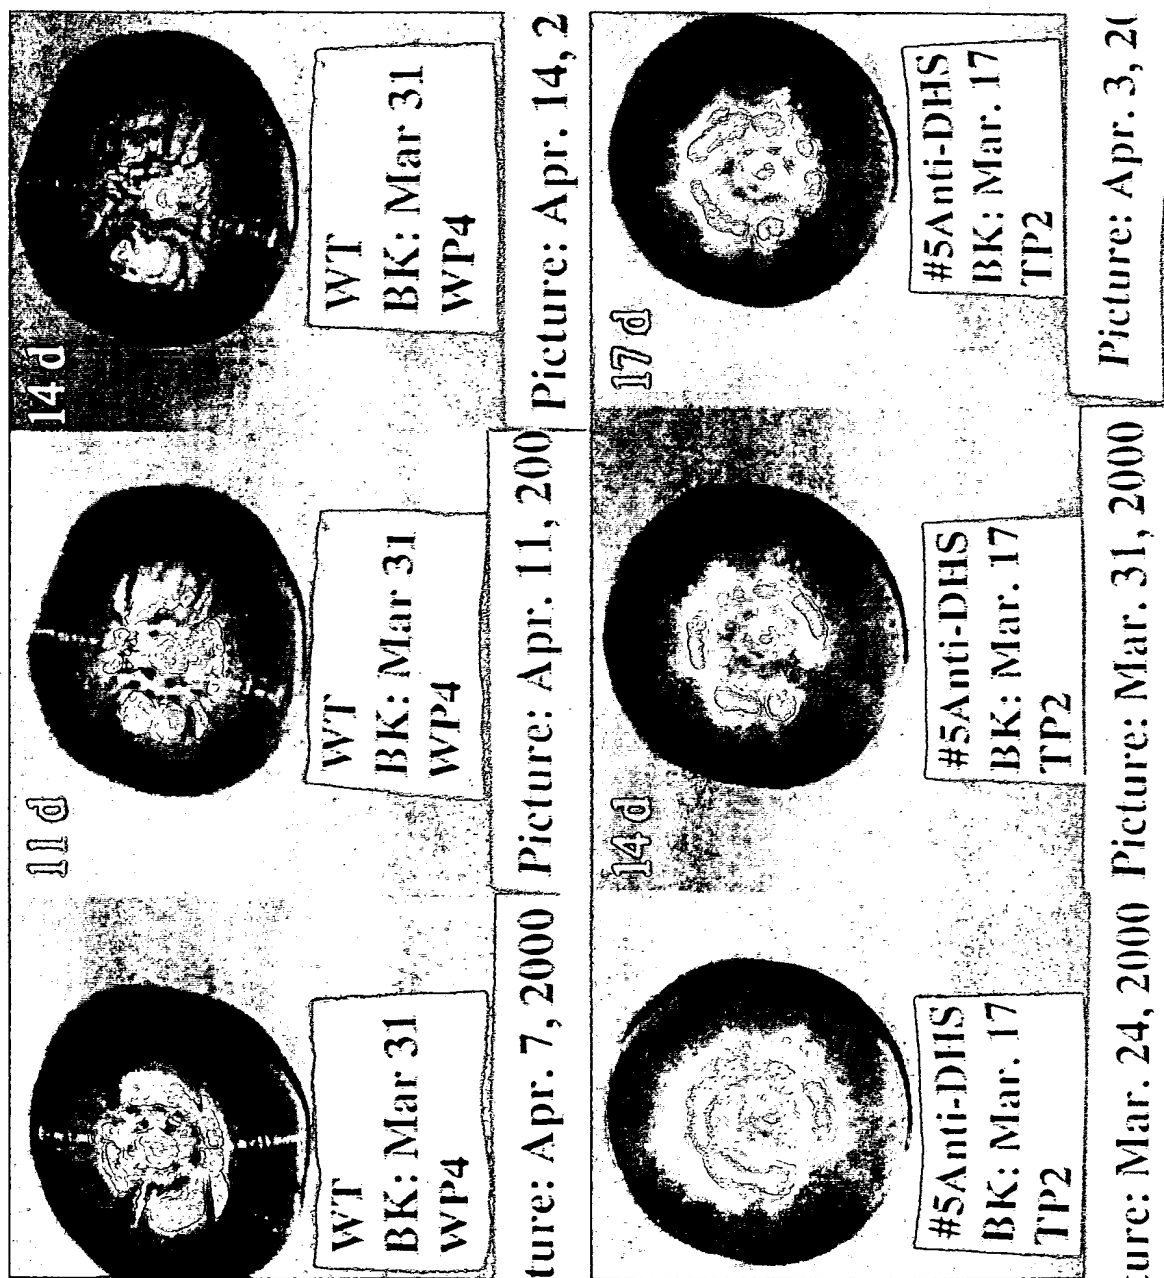 WT
BK: Mar 31
WP4
ture: Apr. 7, 2000
11 d
WT
BK: Mar 31
WP4
Picture: Apr. 11, 200
14 d
WT
BK: Mar 31
WP4
Picture: Apr. 14, 2
#5Anti-DHS
BK: Mar. 17
TP2
ture: Mar. 24, 2000
14 d
#5Anti-DHS
BK: Mar. 17
TP2
Picture: Mar. 31, 2000
17 d
#5Anti-DHS
BK: Mar. 17
TP2
Picture: Apr. 3, 20